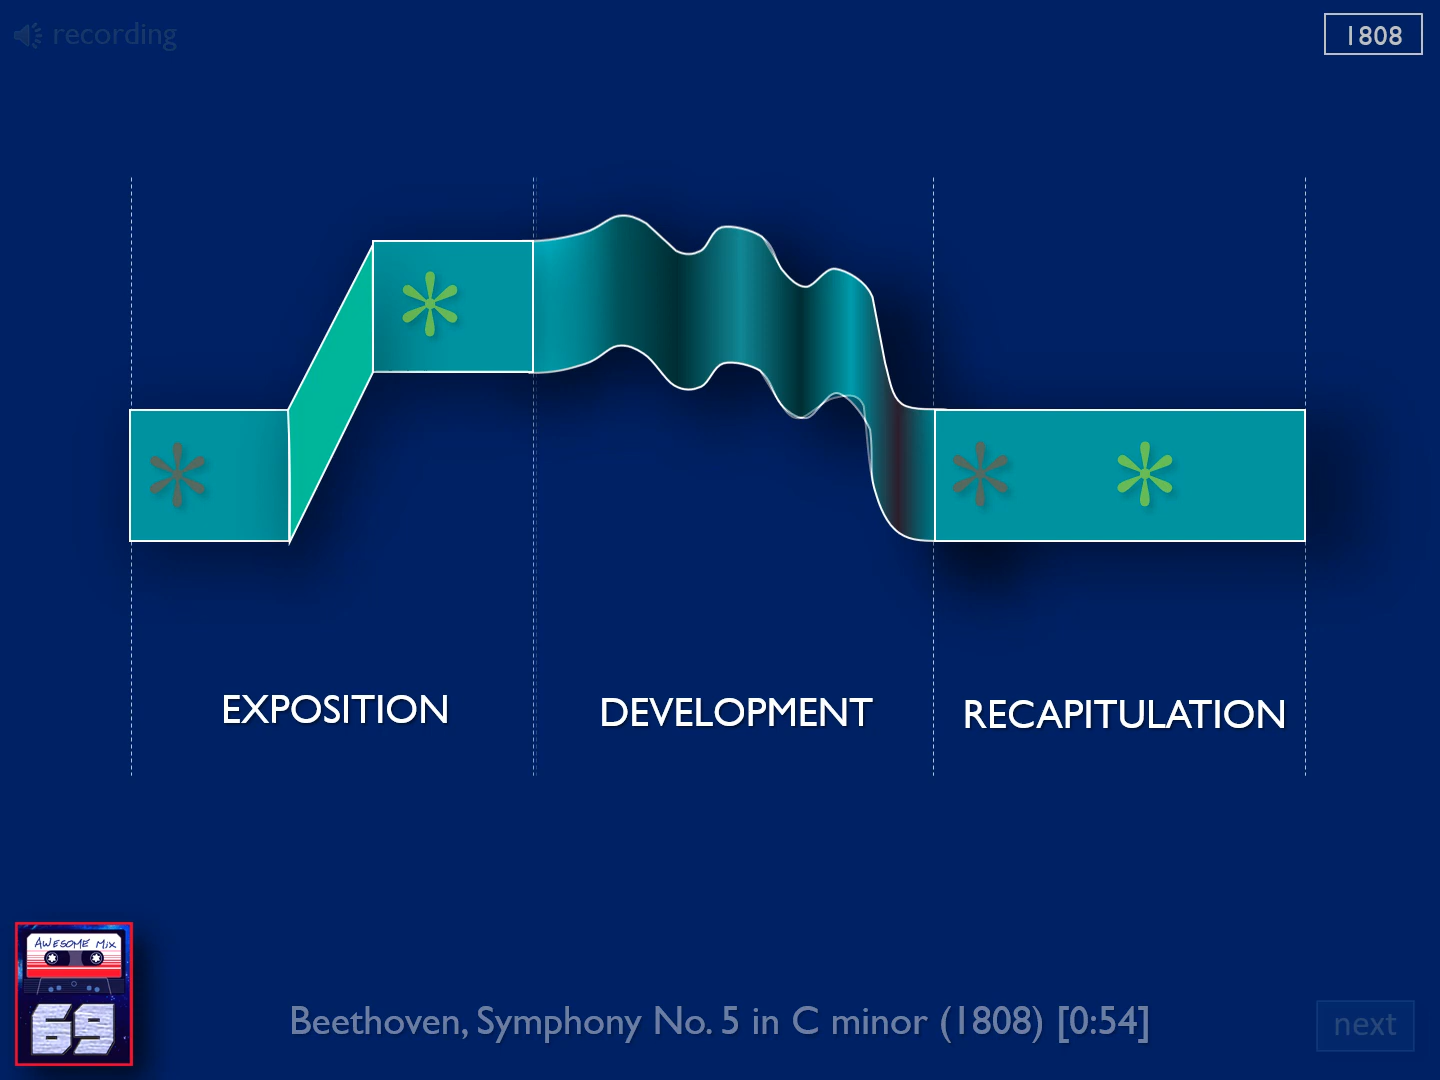 recording
1808
EXPOSITION
DEVELOPMENT
RECAPITULATION
AWESOME MIX
69
Beethoven, Symphony No. 5 in C minor (1808) [0:54]
next